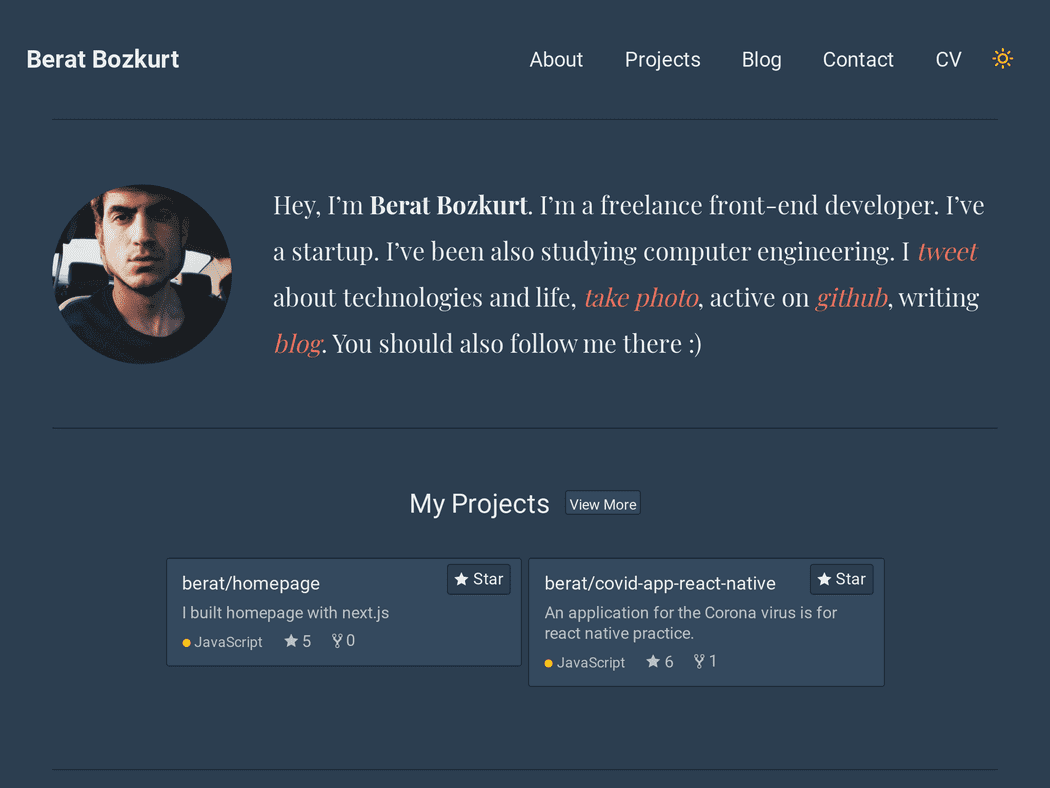 Berat Bozkurt
About Projects Blog Contact CV
Hey, I’m Berat Bozkurt. I’m a freelance front-end developer. I’ve
a startup. I’ve been also studying computer engineering. I tweet
about technologies and life, take photo, active on github, writing
blog. You should also follow me there :)
My Projects View More
berat/homepage Star
I built homepage with next.js
JavaScript 5 0
berat/covid-app-react-native Star
An application for the Corona virus is for
react native practice.
JavaScript 6 1